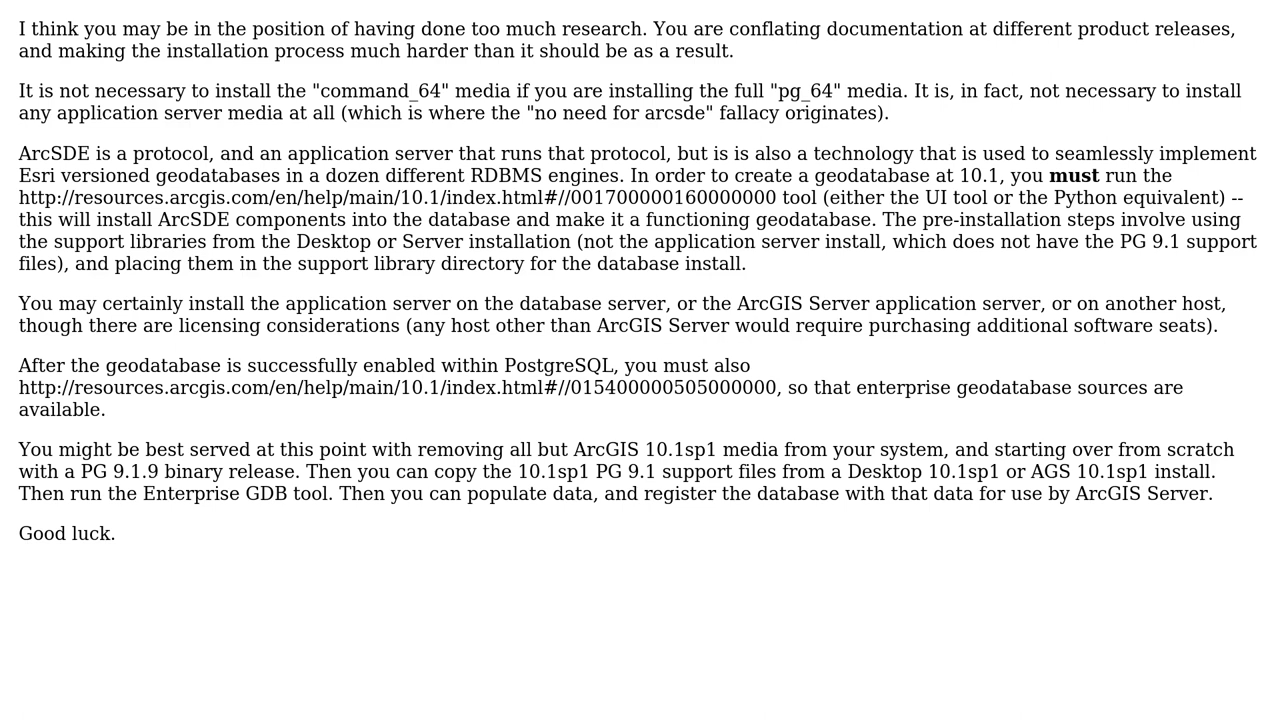 I think you may be in the position of having done too much research. You are conflating documentation at different product releases,
and making the installation process much harder than it should be as a result.
It is not necessary to install the "command_64" media if you are installing the full "pg_64" media. It is, in fact, not necessary to install
any application server media at all (which is where the "no need for arcsde" fallacy originates).
ArcSDE is a protocol, and an application server that runs that protocol, but is is also a technology that is used to seamlessly implement
Esri versioned geodatabases in a dozen different RDBMS engines. In order to create a geodatabase at 10.1, you must run the
http://resources.arcgis.com/en/help/main/10.1/index.html#//001700000160000000 tool (either the UI tool or the Python equivalent) --
this will install ArcSDE components into the database and make it a functioning geodatabase. The pre-installation steps involve using
the support libraries from the Desktop or Server installation (not the application server install, which does not have the PG 9.1 support
files), and placing them in the support library directory for the database install.
You may certainly install the application server on the database server, or the ArcGIS Server application server, or on another host,
though there are licensing considerations (any host other than ArcGIS Server would require purchasing additional software seats).
After the geodatabase is successfully enabled within PostgreSQL, you must also
http://resources.arcgis.com/en/help/main/10.1/index.html#//015400000505000000, so that enterprise geodatabase sources are
available.
You might be best served at this point with removing all but ArcGIS 10.1sp1 media from your system, and starting over from scratch
with a PG 9.1.9 binary release. Then you can copy the 10.1sp1 PG 9.1 support files from a Desktop 10.1sp1 or AGS 10.1sp1 install.
Then run the Enterprise GDB tool. Then you can populate data, and register the database with that data for use by ArcGIS Server.
Good luck.